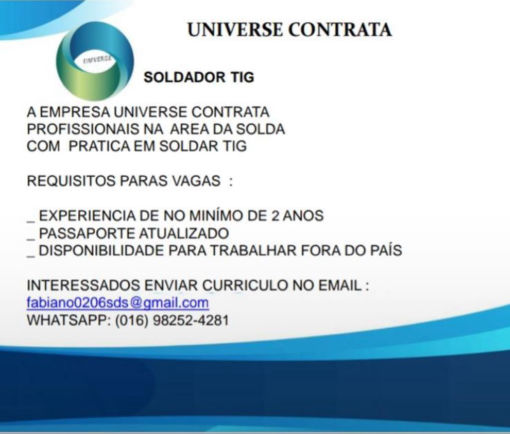 UNIVERSE CONTRATA
UNIVERSE
SOLDADOR TIG
A EMPRESA UNIVERSE CONTRATA
PROFISSIONAIS NA AREA DA SOLDA
COM PRATICA EM SOLDAR TIG
REQUISITOS PARAS VAGAS :
_ EXPERIENCIA DE NO MINÍMO DE 2 ANOS
_ PASSAPORTE ATUALIZADO
_ DISPONIBILIDADE PARA TRABALHAR FORA DO PAÍS
INTERESSADOS ENVIAR CURRICULO NO EMAIL :
fabiano0206sds@gmail.com
WHATSAPP: (016) 98252-4281